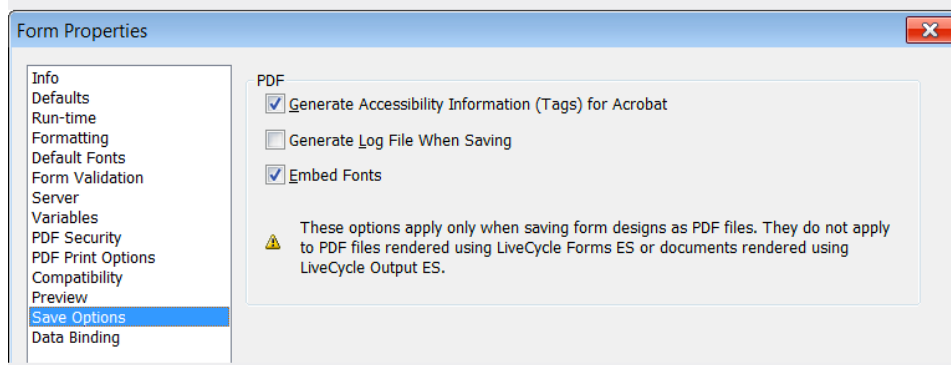 Form Properties
Info
Defaults
Run-time
Formatting
Default Fonts
Form Validation
Server
Variables
PDF Security
PDF Print Options
Compatibility
Preview
Save Options
Data Binding
PDF
Generate Accessibility Information (Tags) for Acrobat
Generate Log File When Saving
Embed Fonts
These options apply only when saving form designs as PDF files. They do not apply
to PDF files rendered using LiveCycle Forms ES or documents rendered using
LiveCycle Output ES.